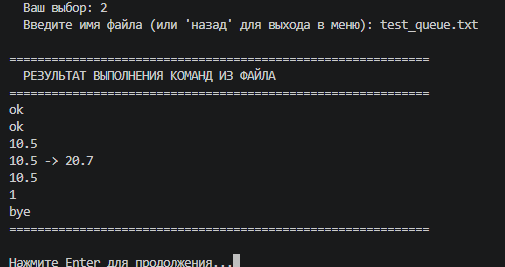 Ваш выбор: 2
Введите имя файла (или 'назад' для выхода в меню): test_queue.txt
============================================================
РЕЗУЛЬТАТ ВЫПОЛНЕНИЯ КОМАНД ИЗ ФАЙЛА
============================================================
ok
ok
10.5
10.5 -> 20.7
10.5
1
bye
============================================================
Нажмите Enter для продолжения...